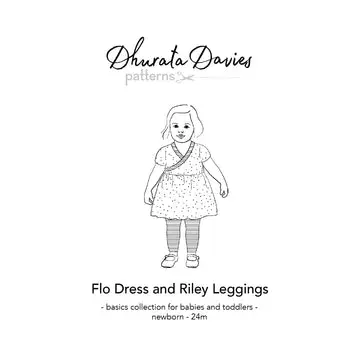 Dhurata Davies
patterns
Flo Dress and Riley Leggings
- basics collection for babies and toddlers -
newborn - 24m